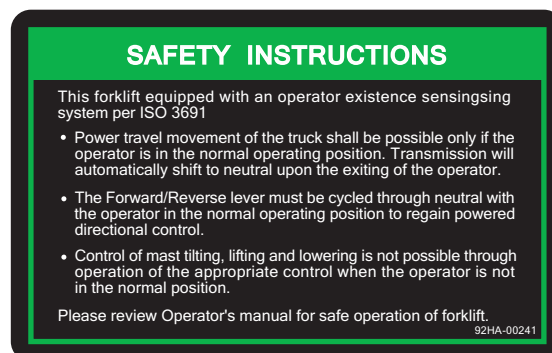 SAFETY INSTRUCTIONS
This forklift equipped with an operator existence sensingsing
system per ISO 3691
• Power travel movement of the truck shall be possible only if the
operator is in the normal operating position. Transmission will
automatically shift to neutral upon the exiting of the operator.
• The Forward/Reverse lever must be cycled through neutral with
the operator in the normal operating position to regain powered
directional control.
• Control of mast tilting, lifting and lowering is not possible through
operation of the appropriate control when the operator is not
in the normal position.
Please review Operator's manual for safe operation of forklift.
92HA-00241